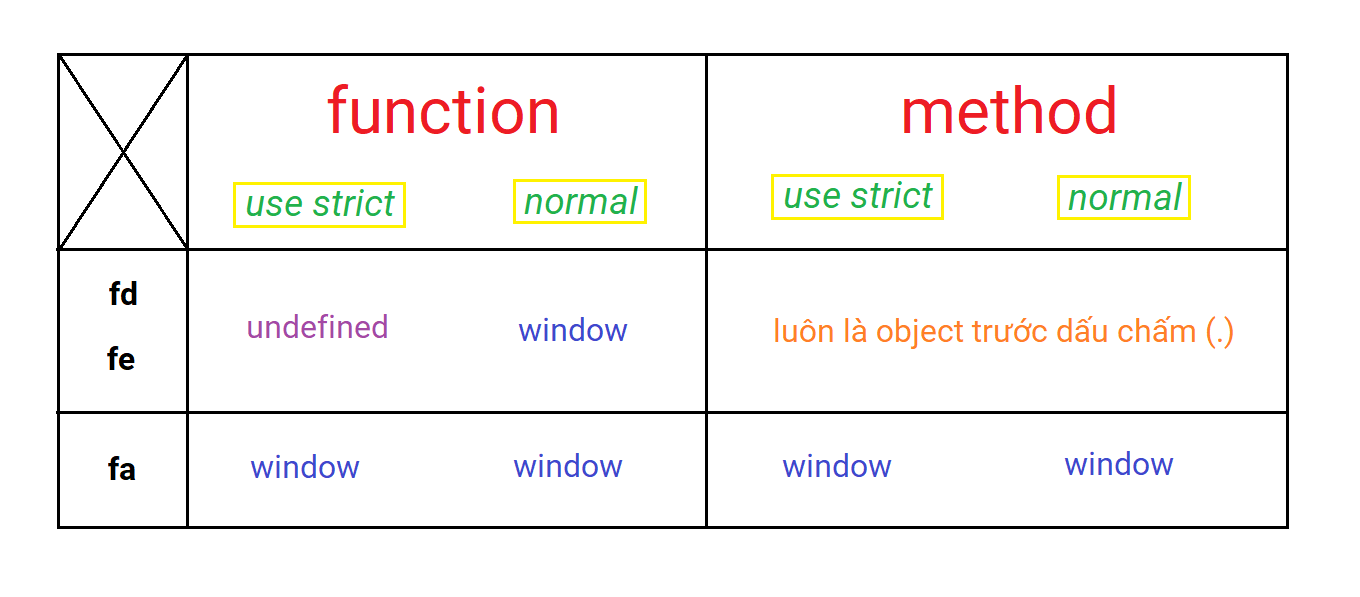 function method
use strict normal use strict normal
fd
undefined window luôn là object trước dấu chấm (.)
fe
fa window window window window